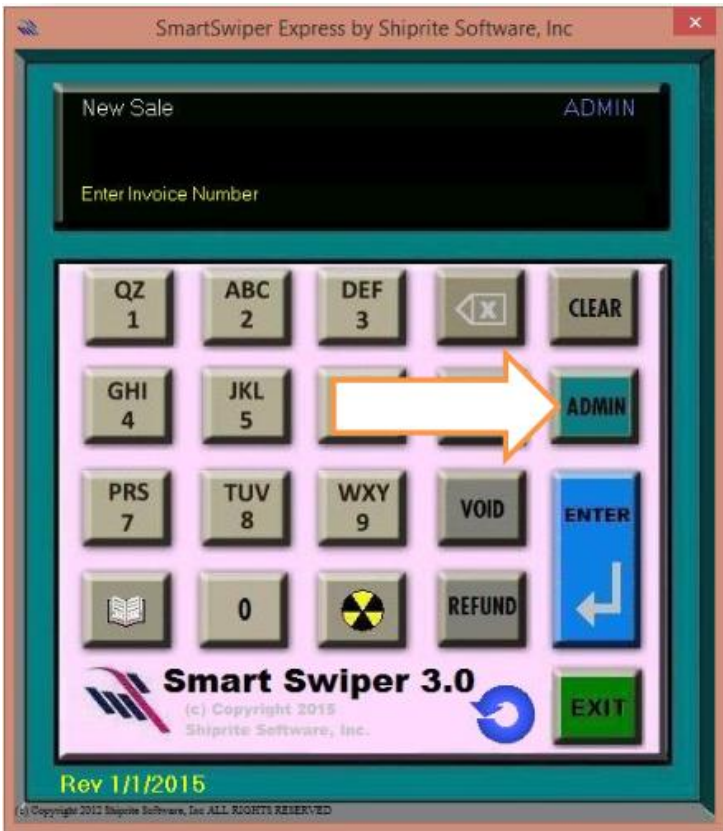 SmartSwiper Express by Shiprite Software, Inc
New Sale ADMIN
Enter Invoice Number
QZ ABC DEF CLEAR
1 2 3
GHI JKL ADMIN
4 5
PRS TUV WXY VOID ENTER
7 8 9
0 REFUND
Smart Swiper 3.0
(c) Copyright 2015
Shiprite Software, Inc.
EXIT
Rev 1/1/2015
(c) Copyright 2012 Shiprite Software, Inc ALL RIGHTS RESERVED